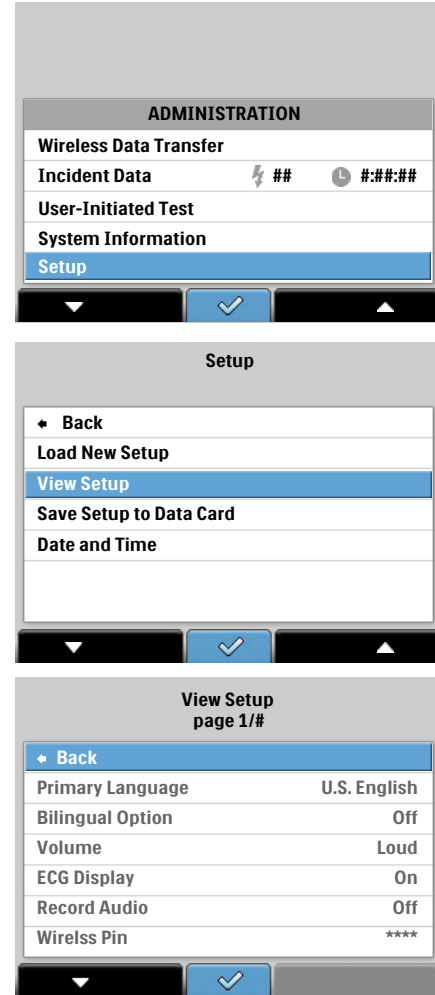 ADMINISTRATION
Wireless Data Transfer
Incident Data ## #:##:##
User-Initiated Test
System Information
Setup
Setup
Back
Load New Setup
View Setup
Save Setup to Data Card
Date and Time
View Setup
page 1/#
Back
Primary Language U.S. English
Bilingual Option Off
Volume Loud
ECG Display On
Record Audio Off
Wirelss Pin ****